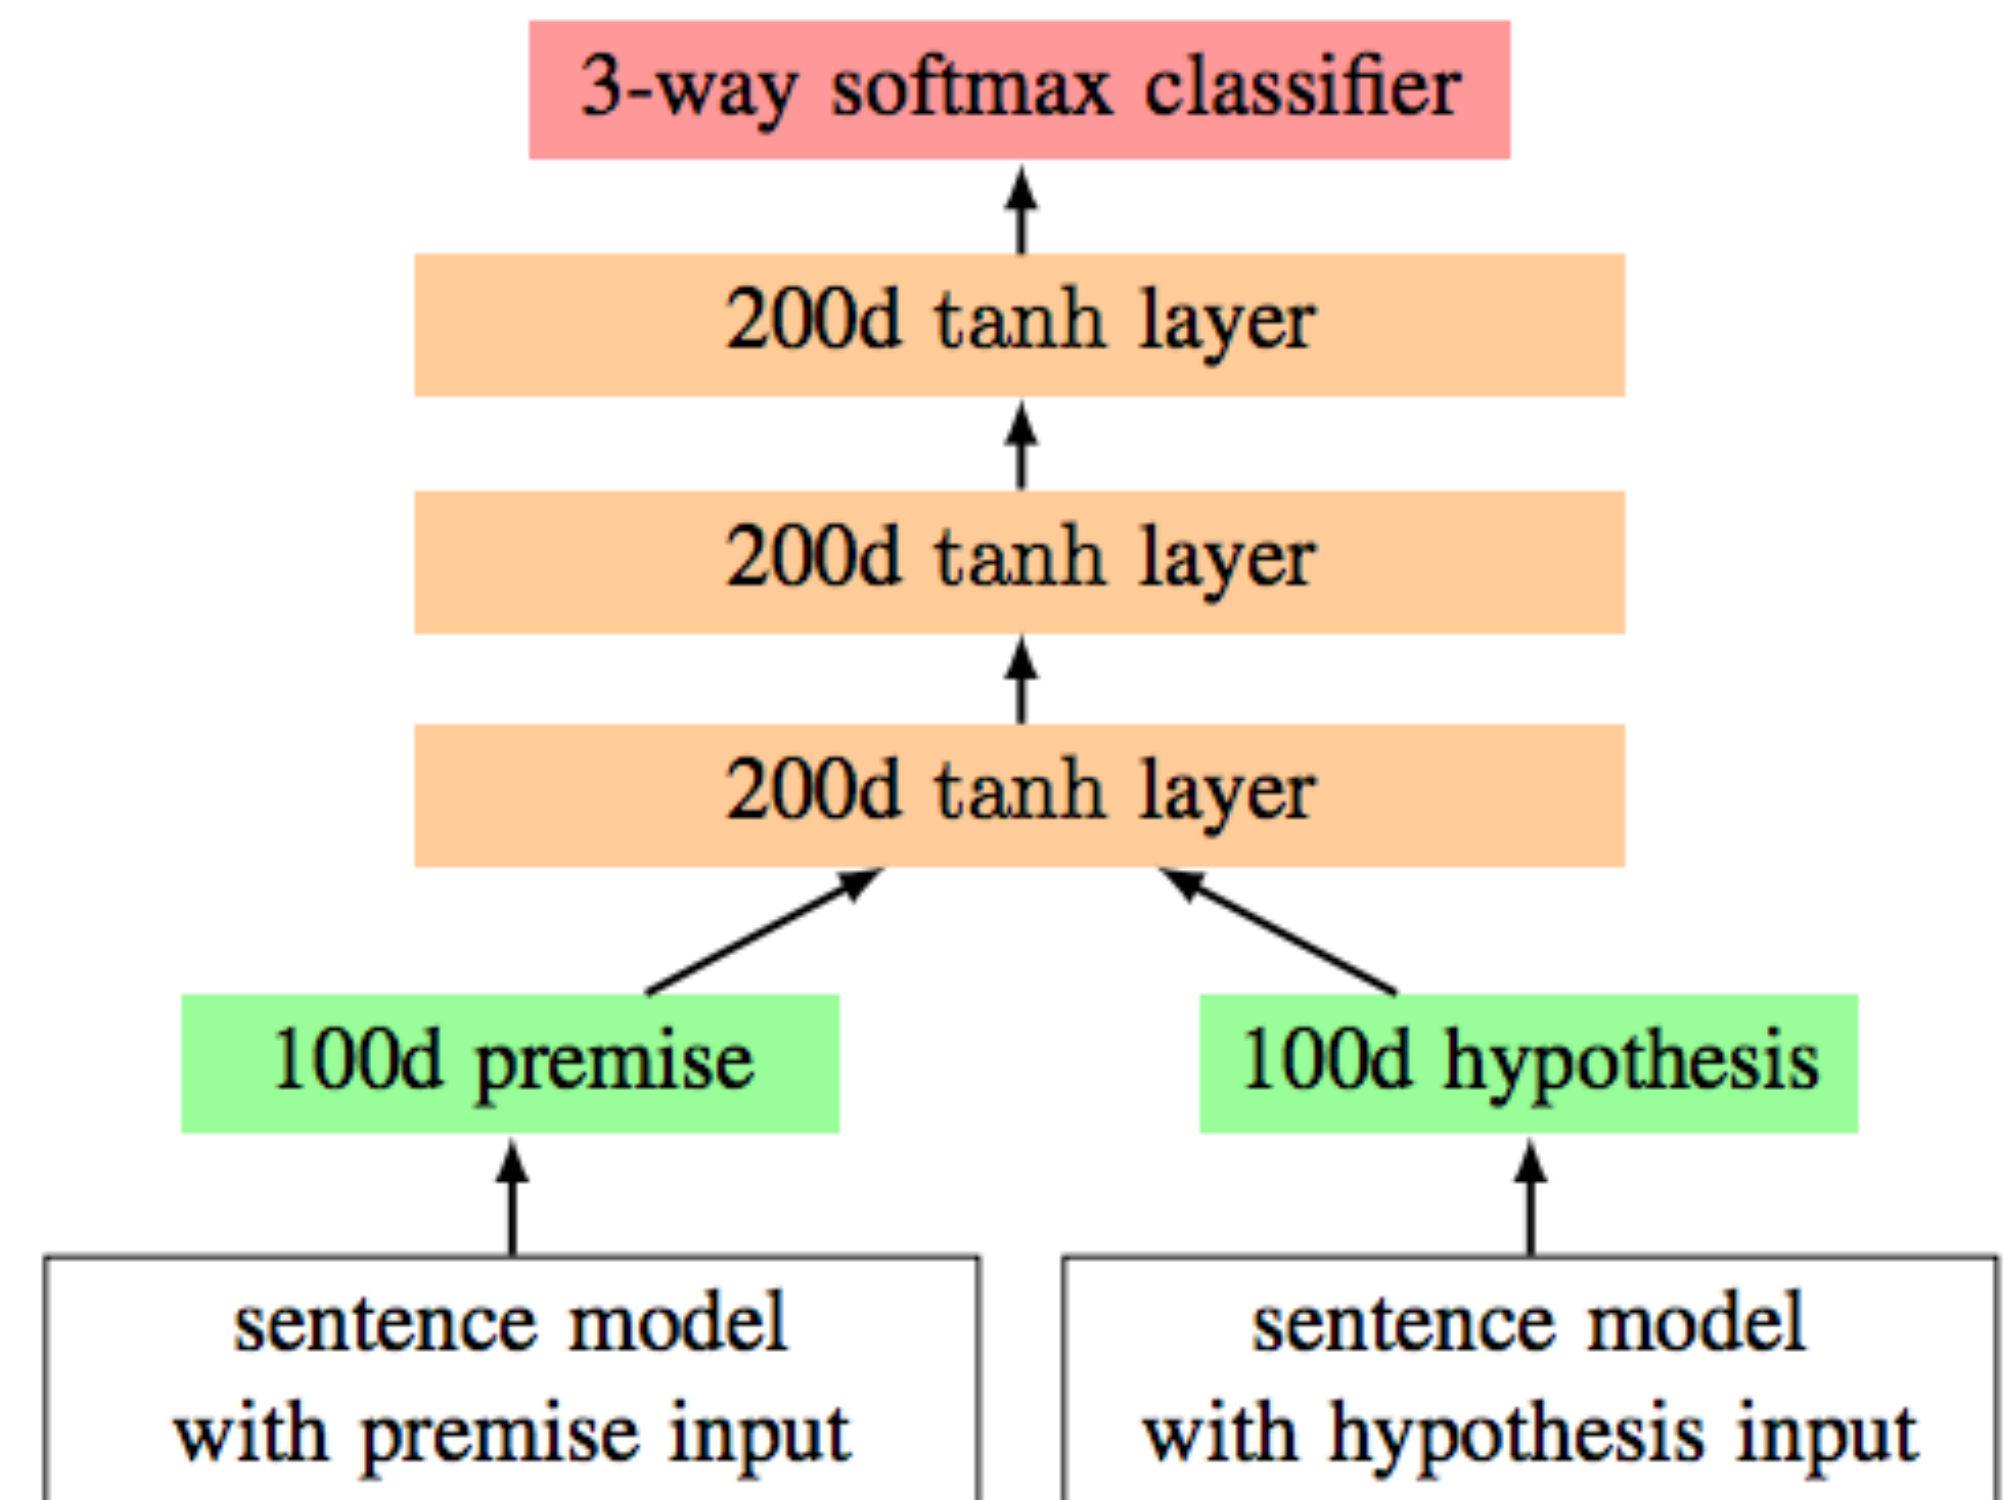 3-way softmax classifier
200d tanh layer
200d tanh layer
200d tanh layer
100d premise
100d hypothesis
sentence model
with premise input
sentence model
with hypothesis input